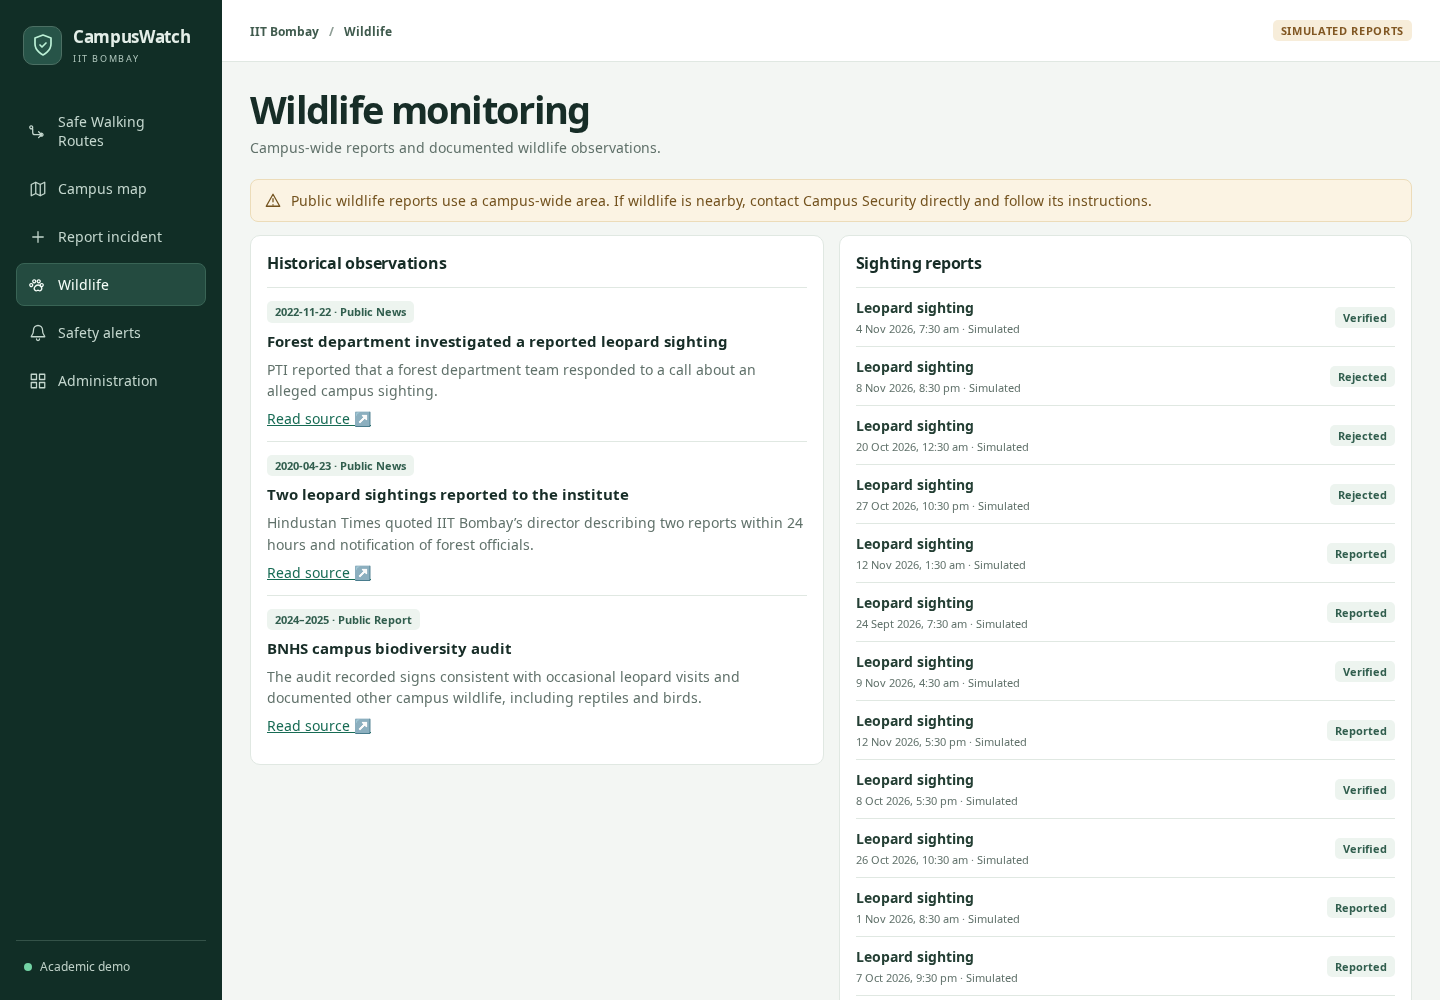 CampusWatch
IIT BOMBAY
Safe Walking
Routes
Campus map
Report incident
Wildlife
Safety alerts
Administration
Academic demo
IIT Bombay / Wildlife
SIMULATED REPORTS
Wildlife monitoring
Campus-wide reports and documented wildlife observations.
Public wildlife reports use a campus-wide area. If wildlife is nearby, contact Campus Security directly and follow its instructions.
Historical observations
2022-11-22 · Public News
Forest department investigated a reported leopard sighting
PTI reported that a forest department team responded to a call about an
alleged campus sighting.
Read source ↗
2020-04-23 · Public News
Two leopard sightings reported to the institute
Hindustan Times quoted IIT Bombay’s director describing two reports within 24
hours and notification of forest officials.
Read source ↗
2024–2025 · Public Report
BNHS campus biodiversity audit
The audit recorded signs consistent with occasional leopard visits and
documented other campus wildlife, including reptiles and birds.
Read source ↗
Sighting reports
Leopard sighting
4 Nov 2026, 7:30 am · Simulated
Verified
Leopard sighting
8 Nov 2026, 8:30 pm · Simulated
Rejected
Leopard sighting
20 Oct 2026, 12:30 am · Simulated
Rejected
Leopard sighting
27 Oct 2026, 10:30 pm · Simulated
Rejected
Leopard sighting
12 Nov 2026, 1:30 am · Simulated
Reported
Leopard sighting
24 Sept 2026, 7:30 am · Simulated
Reported
Leopard sighting
9 Nov 2026, 4:30 am · Simulated
Verified
Leopard sighting
12 Nov 2026, 5:30 pm · Simulated
Reported
Leopard sighting
8 Oct 2026, 5:30 pm · Simulated
Verified
Leopard sighting
26 Oct 2026, 10:30 am · Simulated
Verified
Leopard sighting
1 Nov 2026, 8:30 am · Simulated
Reported
Leopard sighting
7 Oct 2026, 9:30 pm · Simulated
Reported